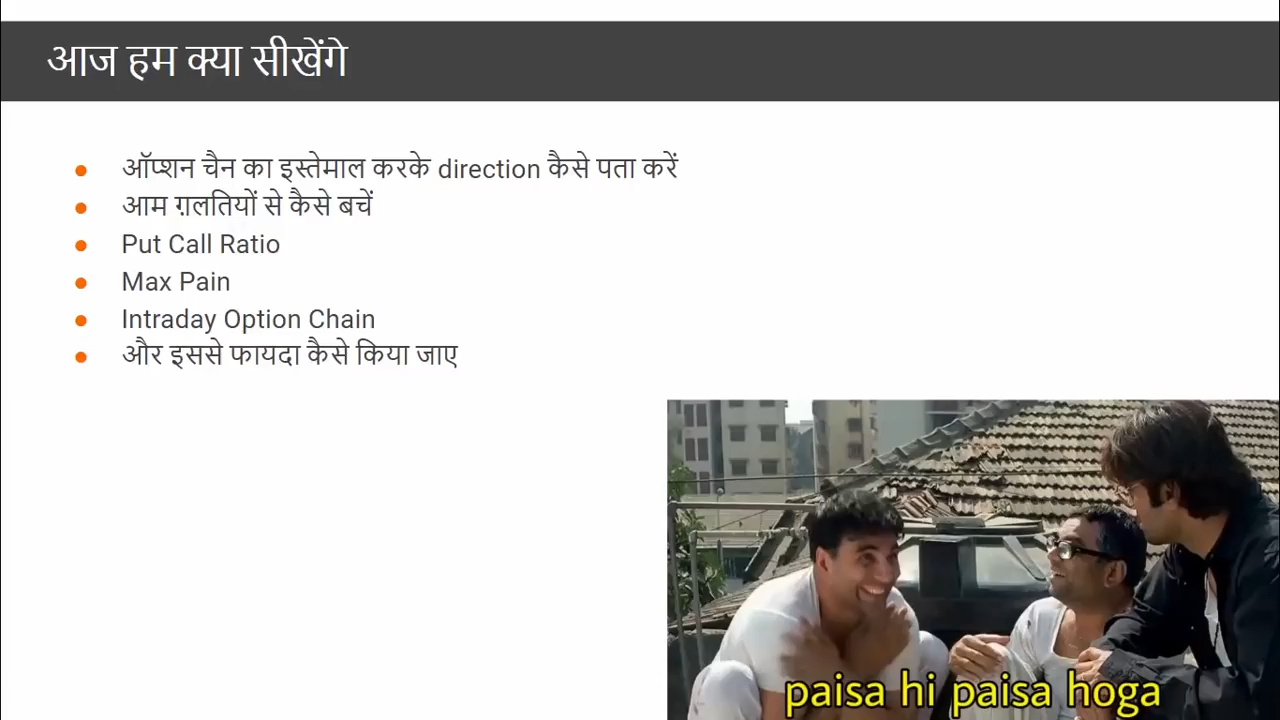 आज हम क्या सीखेंगे
ऑप्शन चैन का इस्तेमाल करके direction कैसे पता करें
आम ग़लतियों से कैसे बचें
Put Call Ratio
Max Pain
Intraday Option Chain
और इससे फायदा कैसे किया जाए
paisa hi paisa hoga